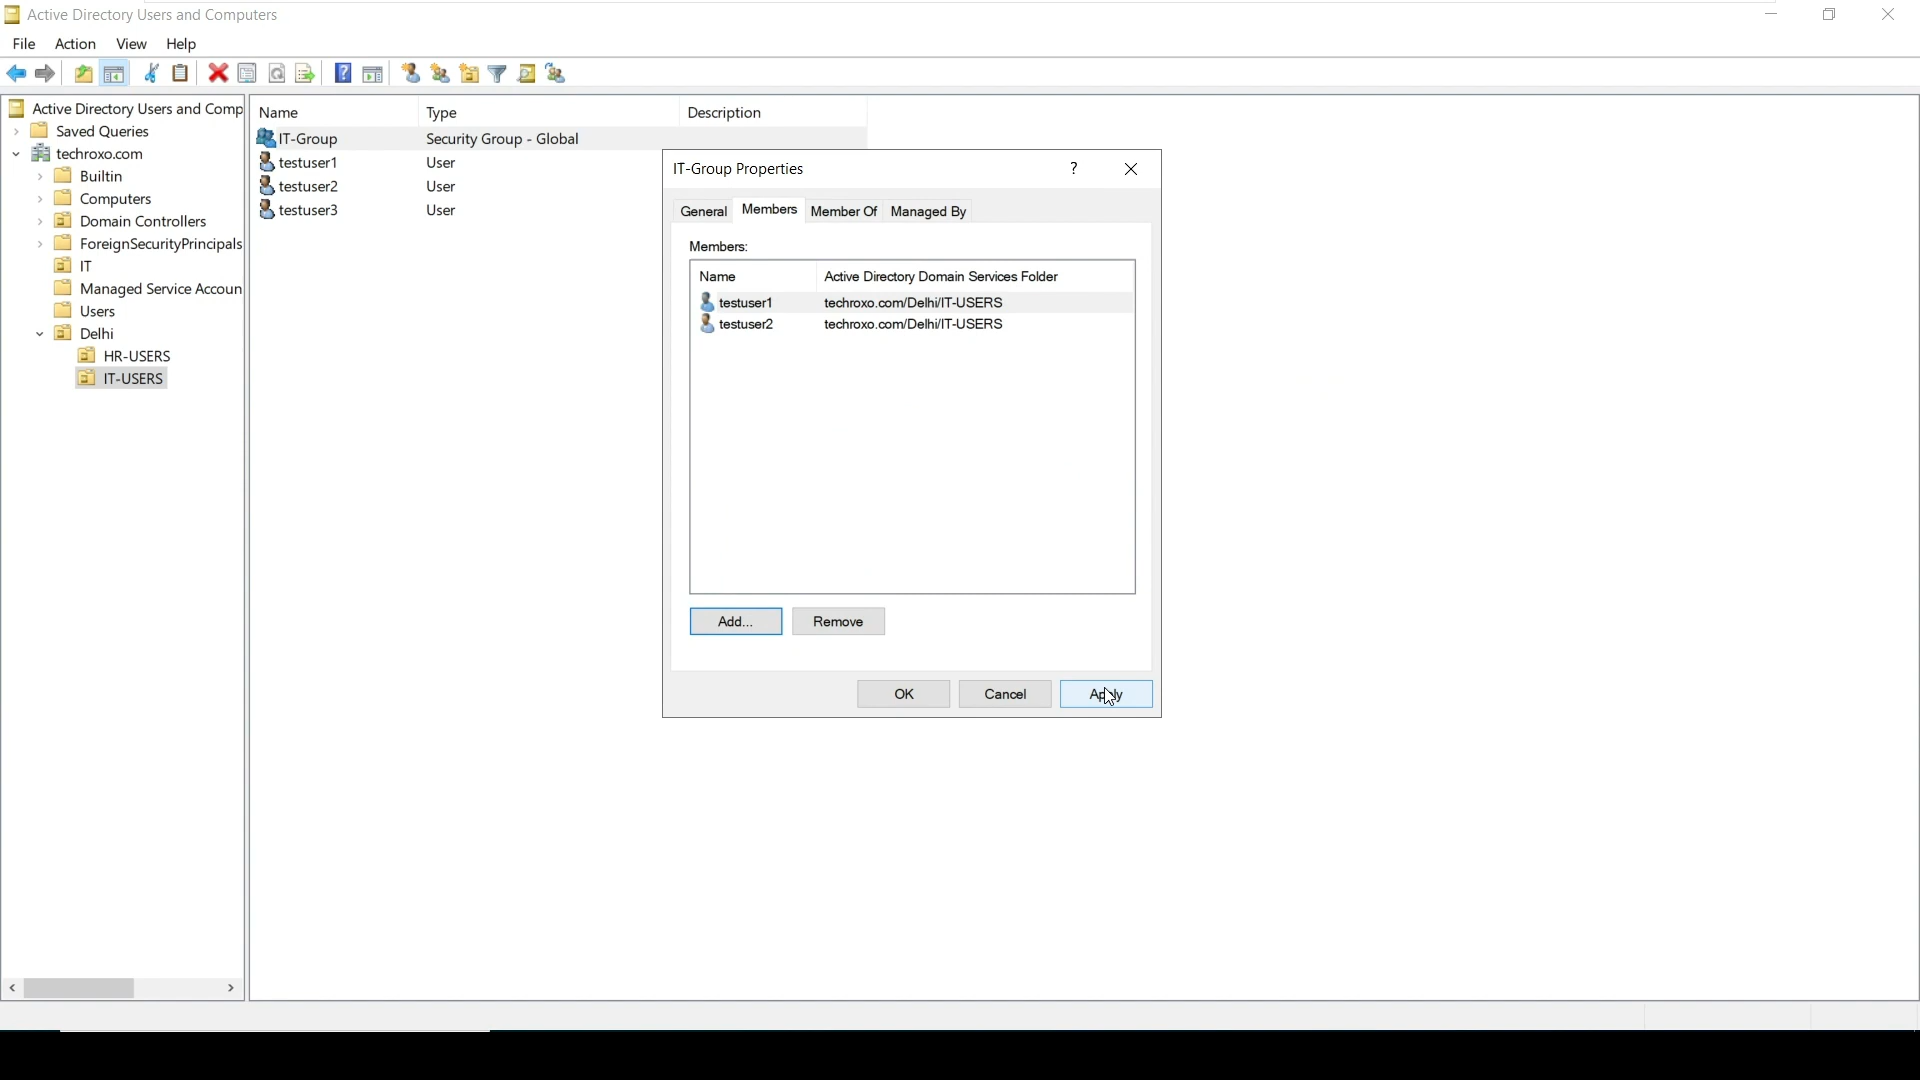 Active Directory Users and Computers
File Action View Help
Active Directory Users and Comp
Saved Queries
techroxo.com
Builtin
Computers
Domain Controllers
ForeignSecurityPrincipals
IT
Managed Service Accoun
Users
Delhi
HR-USERS
IT-USERS
Name Type Description
IT-Group Security Group - Global
testuser1 User
testuser2 User
testuser3 User
IT-Group Properties ?
General Members Member Of Managed By
Members:
Name Active Directory Domain Services Folder
testuser1 techroxo.com/Delhi/IT-USERS
testuser2 techroxo.com/Delhi/IT-USERS
Add... Remove
OK Cancel Apply